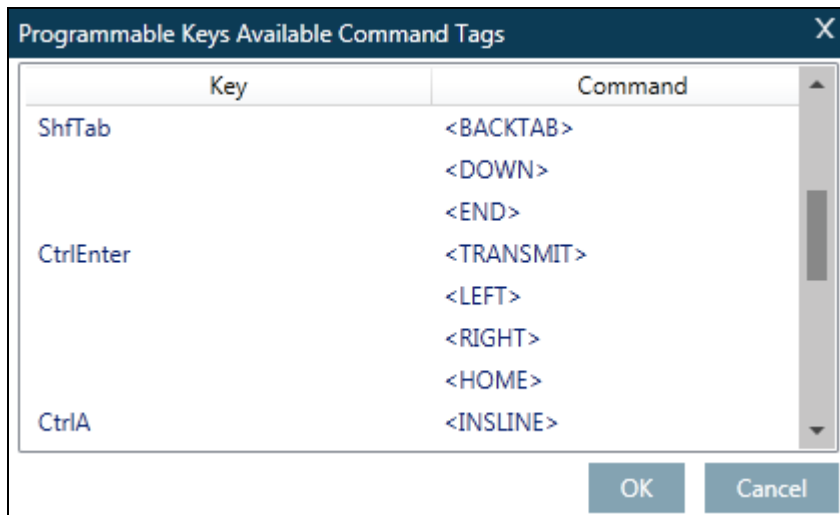 Programmable Keys Available Command Tags X
Key Command
ShfTab <BACKTAB>
<DOWN>
<END>
CtrlEnter <TRANSMIT>
<LEFT>
<RIGHT>
<HOME>
CtrlA <INSLINE>
OK Cancel